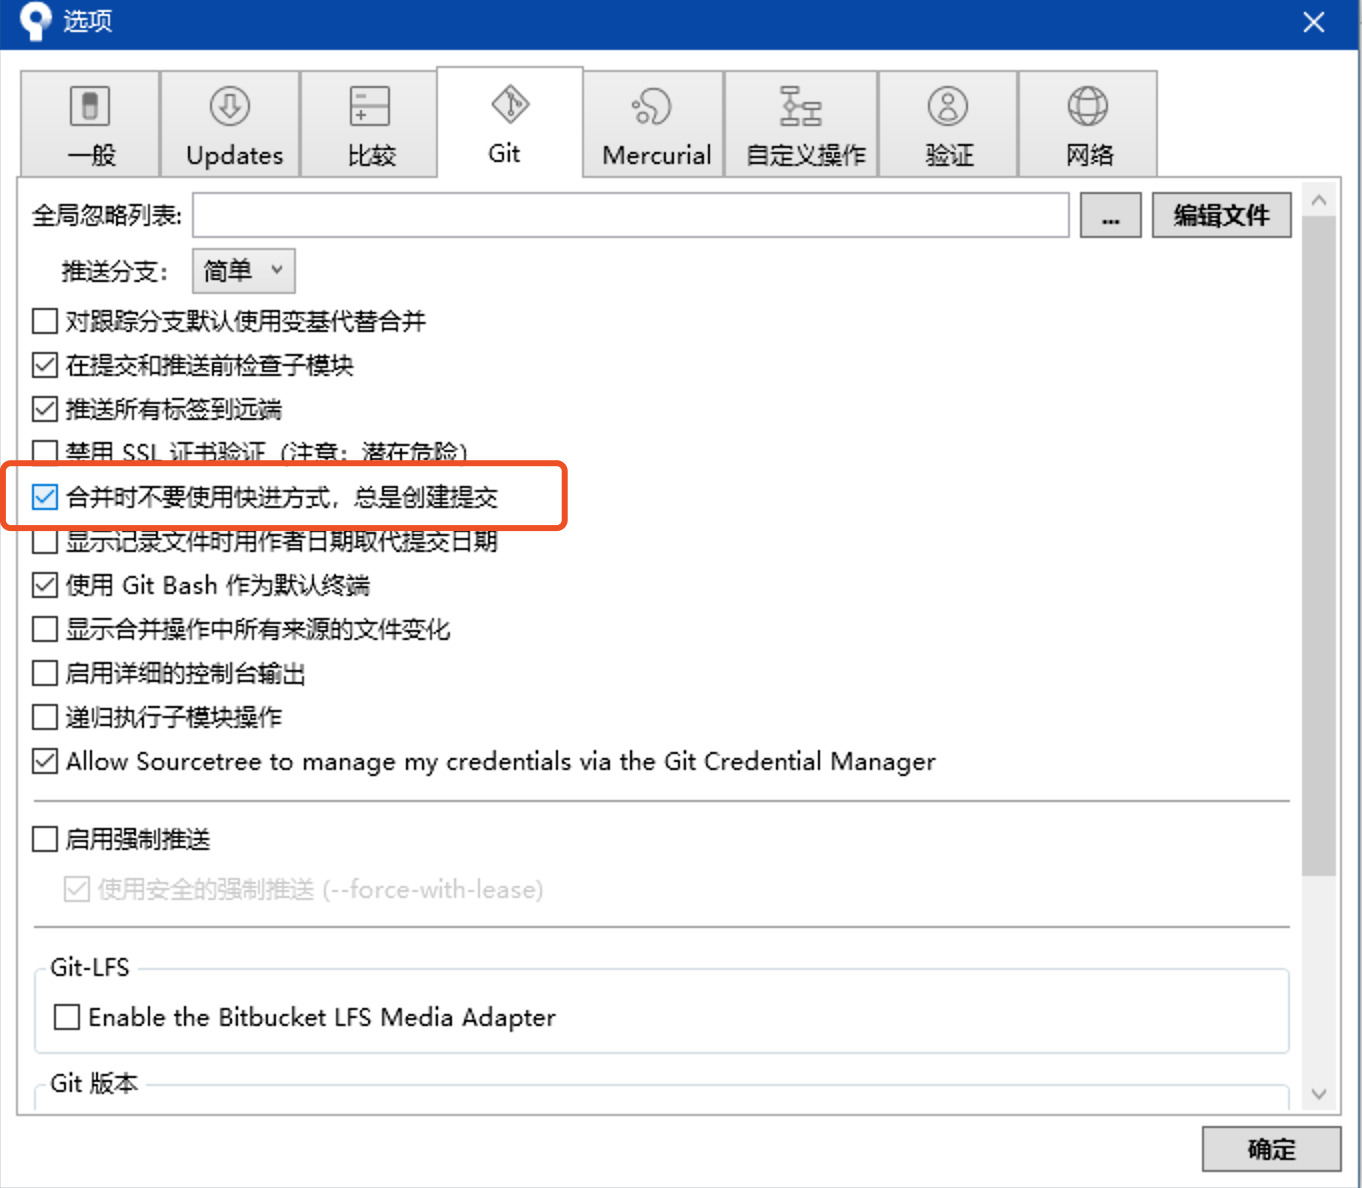 选项
一般
Updates
比较
Git
Mercurial
自定义操作
验证
网络
全局忽略列表:
...
编辑文件
推送分支：
简单
对跟踪分支默认使用变基代替合并
在提交和推送前检查子模块
推送所有标签到远端
禁用 SSL 证书验证（注意：潜在危险）
合并时不要使用快进方式，总是创建提交
显示记录文件时用作者日期取代提交日期
使用 Git Bash 作为默认终端
显示合并操作中所有来源的文件变化
启用详细的控制台输出
递归执行子模块操作
Allow Sourcetree to manage my credentials via the Git Credential Manager
启用强制推送
使用安全的强制推送 (--force-with-lease)
Git-LFS
Enable the Bitbucket LFS Media Adapter
Git 版本
确定